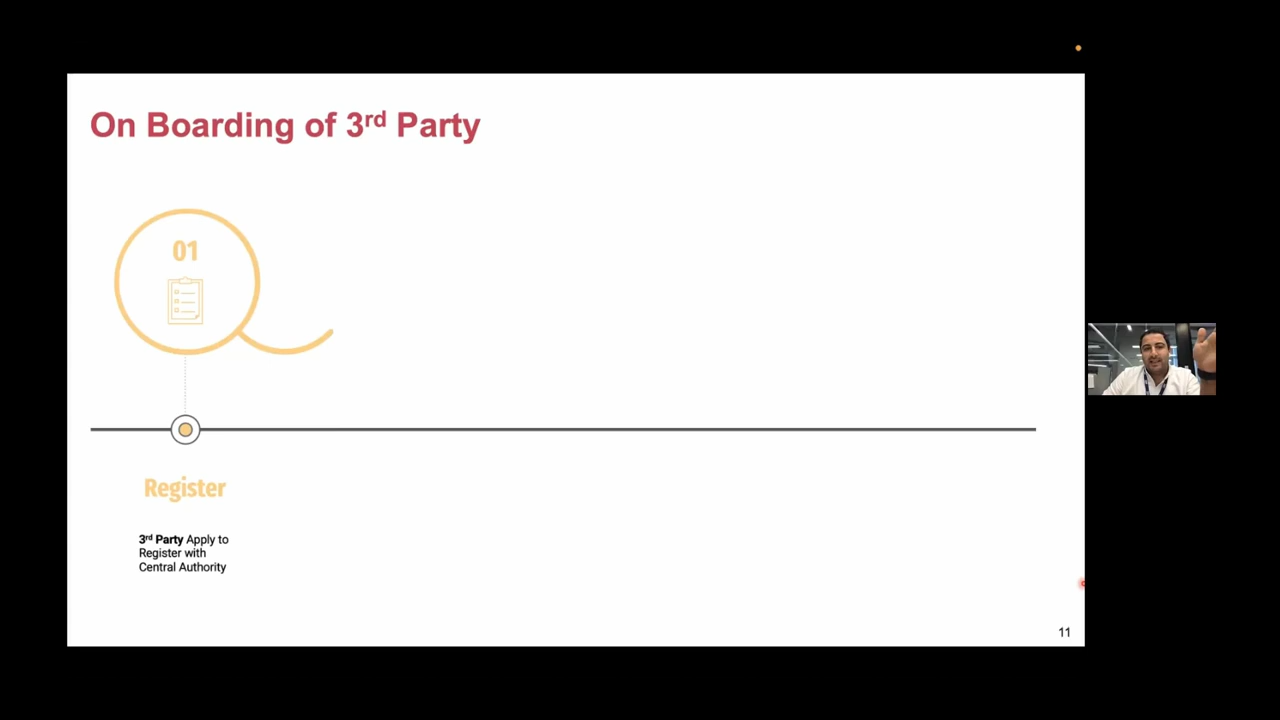 On Boarding of 3rd Party
01
Register
3rd Party Apply to
Register with
Central Authority
11